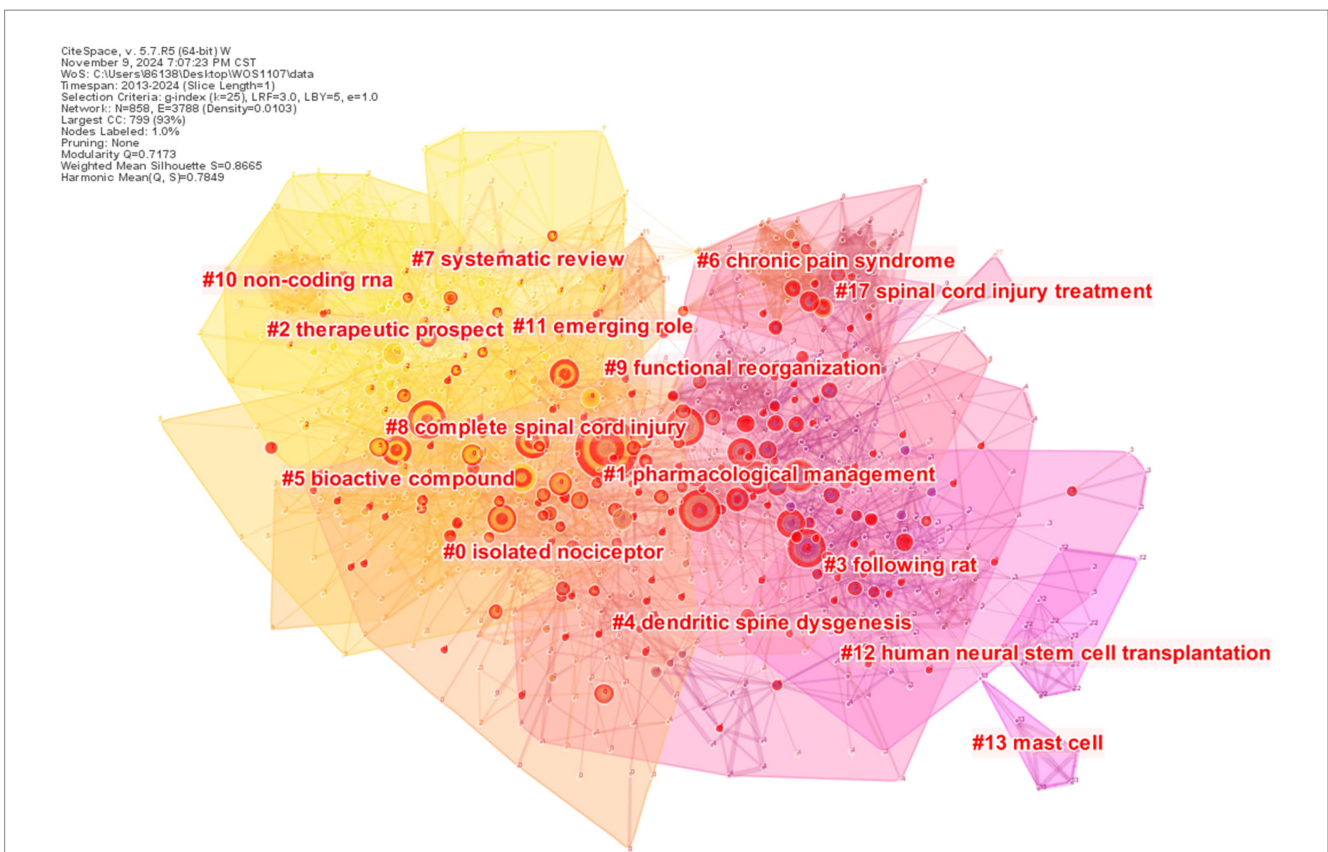 CiteSpace, v. 5.7.R5 (64-bit) W
November 9, 2024 7:07:23 PM CST
WoS: C:\Users\86138\Desktop\WOS1107\data
Timespan: 2013-2024 (Slice Length=1)
Selection Criteria: g-index (k=25), LRF=3.0, LBY=5, e=1.0
Network: N=858, E=3788 (Density=0.0103)
Largest CC: 799 (93%)
Nodes Labeled: 1.0%
Pruning: None
Modularity Q=0.7173
Weighted Mean Silhouette S=0.8665
Harmonic Mean(Q, S)=0.7849
#7 systematic review
#6 chronic pain syndrome
#10 non-coding rna
#17 spinal cord injury treatment
#2 therapeutic prospect
#11 emerging role
#9 functional reorganization
#8 complete spinal cord injury
#5 bioactive compound
#1 pharmacological management
#0 isolated nociceptor
#3 following rat
#4 dendritic spine dysgenesis
#12 human neural stem cell transplantation
#13 mast cell